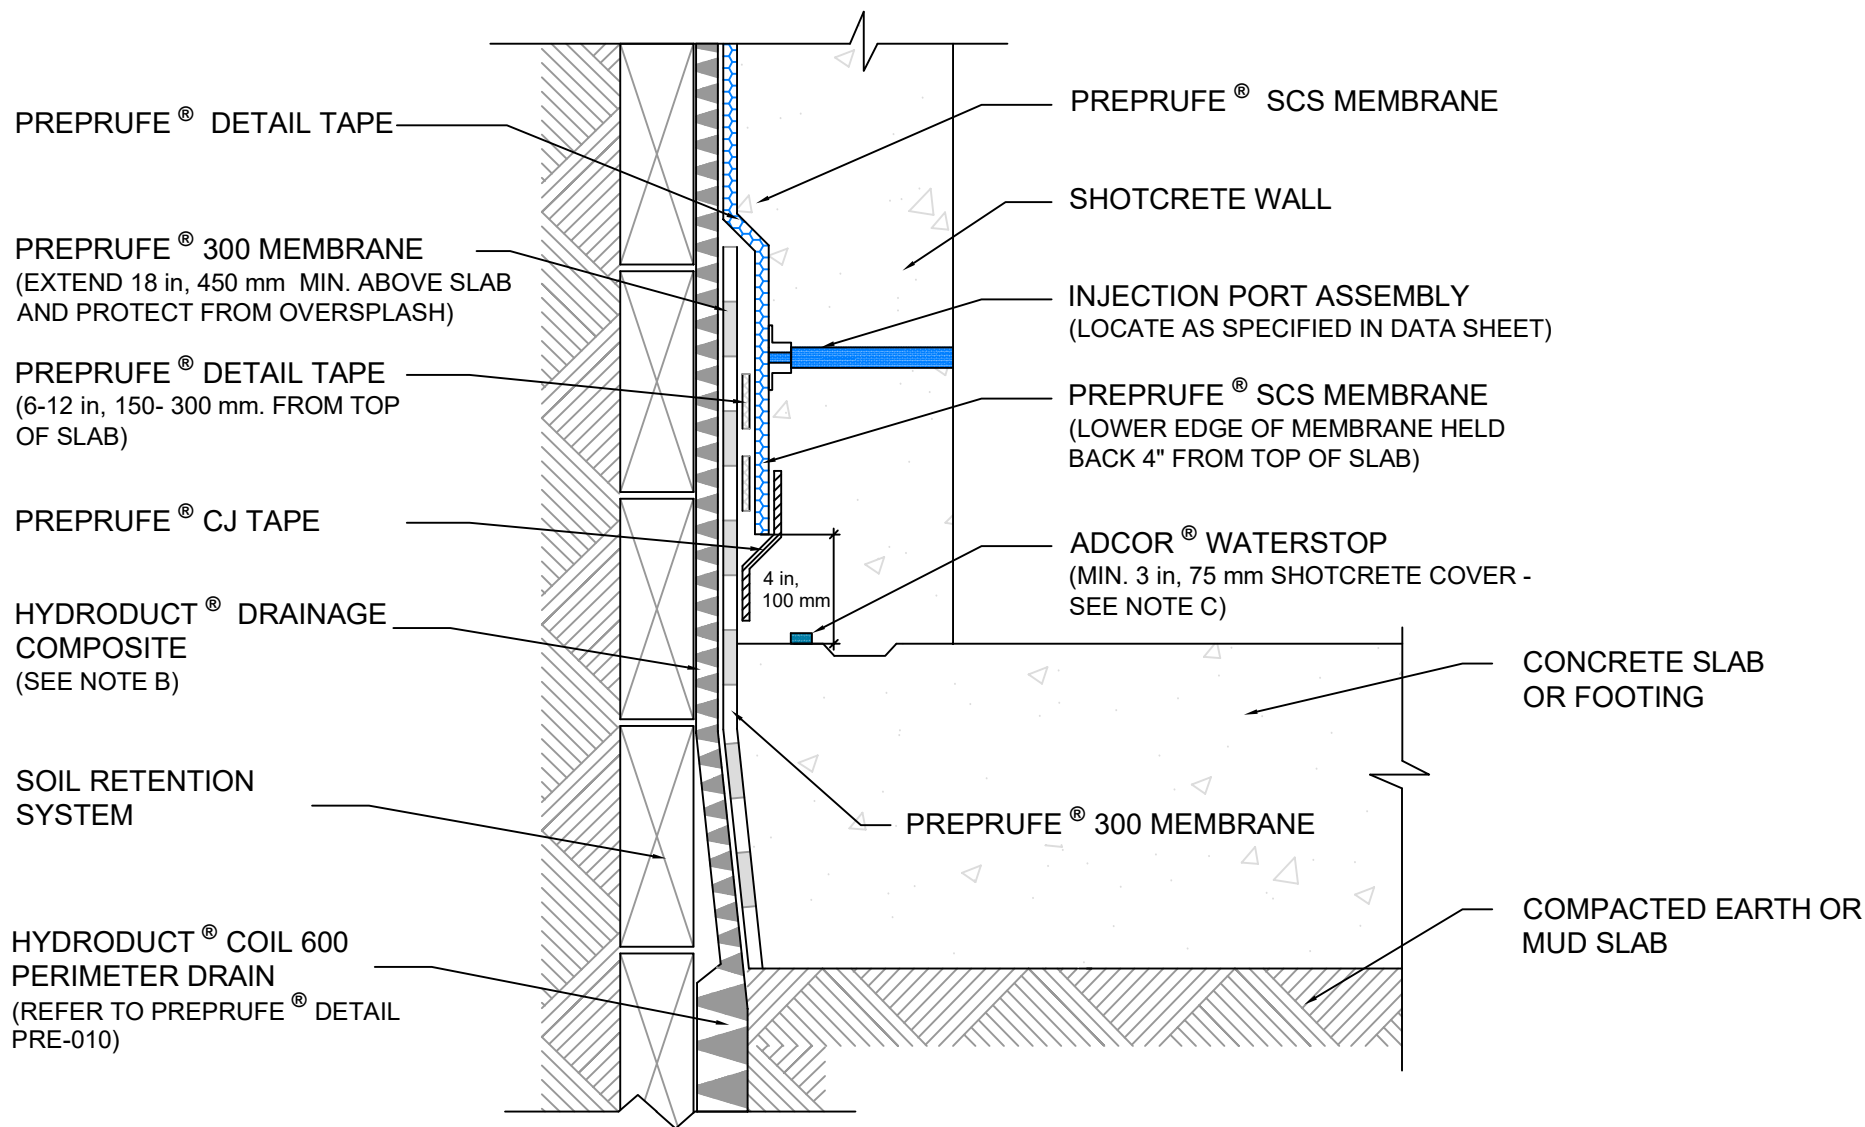 PREPRUFE ® DETAIL TAPE
PREPRUFE ® 300 MEMBRANE
(EXTEND 18 in, 450 mm MIN. ABOVE SLAB
AND PROTECT FROM OVERSPLASH)
PREPRUFE ® DETAIL TAPE
(6-12 in, 150- 300 mm. FROM TOP
OF SLAB)
PREPRUFE ® CJ TAPE
HYDRODUCT ® DRAINAGE
COMPOSITE
(SEE NOTE B)
SOIL RETENTION
SYSTEM
HYDRODUCT ® COIL 600
PERIMETER DRAIN
(REFER TO PREPRUFE ® DETAIL
PRE-010)
4 in,
100 mm
PREPRUFE ® SCS MEMBRANE
SHOTCRETE WALL
INJECTION PORT ASSEMBLY
(LOCATE AS SPECIFIED IN DATA SHEET)
PREPRUFE ® SCS MEMBRANE
(LOWER EDGE OF MEMBRANE HELD
BACK 4" FROM TOP OF SLAB)
ADCOR ® WATERSTOP
(MIN. 3 in, 75 mm SHOTCRETE COVER -
SEE NOTE C)
CONCRETE SLAB
OR FOOTING
PREPRUFE ® 300 MEMBRANE
COMPACTED EARTH OR
MUD SLAB